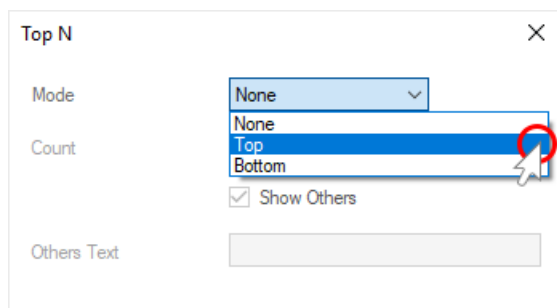 Top N
Mode
None
None
Top
Bottom
Count
Show Others
Others Text